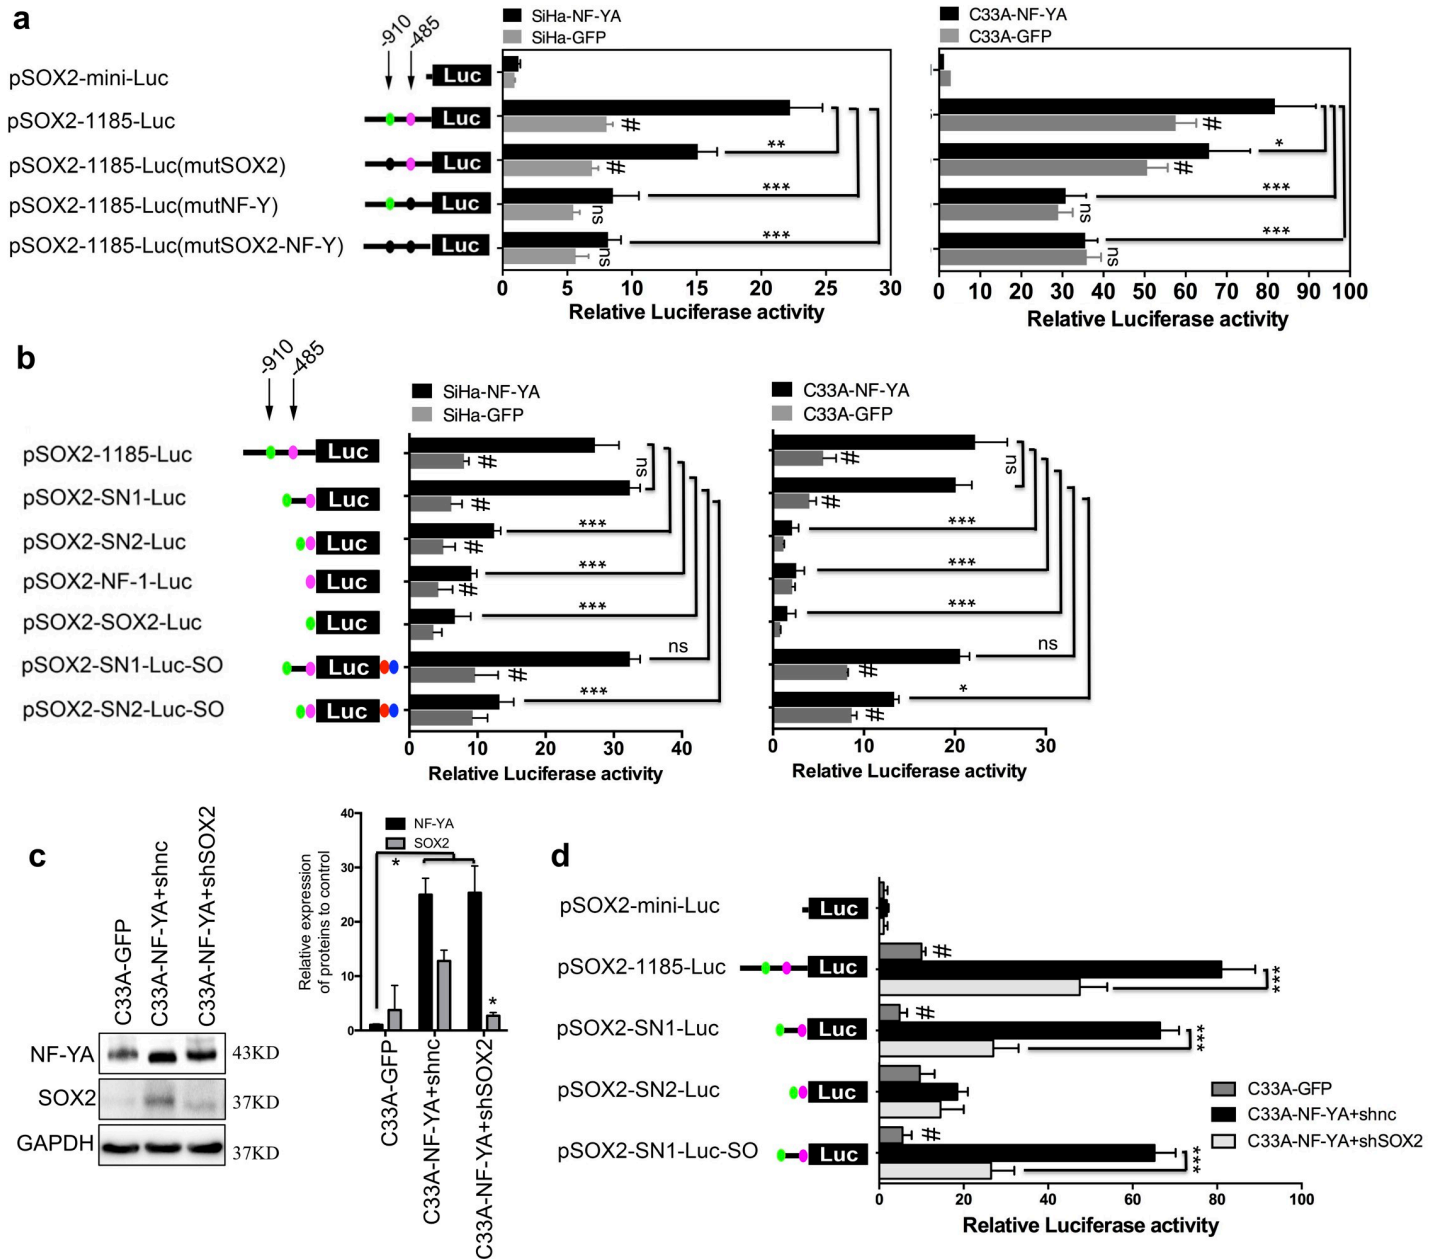 a
-910
-485
SiHa-NF-YA
SiHa-GFP
C33A-NF-YA
C33A-GFP
pSOX2-mini-Luc
Luc
pSOX2-1185-Luc
Luc
#
#
pSOX2-1185-Luc(mutSOX2)
Luc
**
#
*
#
pSOX2-1185-Luc(mutNF-Y)
Luc
***
ns
***
ns
pSOX2-1185-Luc(mutSOX2-NF-Y)
Luc
***
ns
***
ns
0 5 10 15 20 25 30
0 10 20 30 40 50 60 70 80 90 100
Relative Luciferase activity
Relative Luciferase activity
b
-910
-485
SiHa-NF-YA
SiHa-GFP
C33A-NF-YA
C33A-GFP
pSOX2-1185-Luc
Luc
#
ns
#
ns
pSOX2-SN1-Luc
Luc
#
#
pSOX2-SN2-Luc
Luc
***
#
***
pSOX2-NF-1-Luc
Luc
***
#
***
pSOX2-SOX2-Luc
Luc
***
***
pSOX2-SN1-Luc-SO
Luc
ns
#
ns
#
pSOX2-SN2-Luc-SO
Luc
***
*
#
0 10 20 30 40
0 10 20 30
Relative Luciferase activity
Relative Luciferase activity
c
C33A-GFP
C33A-NF-YA+shnc
C33A-NF-YA+shSOX2
NF-YA
43KD
SOX2
37KD
GAPDH
37KD
Relative expression
of proteins to control
40
30
20
10
0
NF-YA
SOX2
*
*
C33A-GFP
C33A-NF-YA+shnc
C33A-NF-YA+shSOX2
d
pSOX2-mini-Luc
Luc
pSOX2-1185-Luc
Luc
#
***
pSOX2-SN1-Luc
Luc
#
***
pSOX2-SN2-Luc
Luc
pSOX2-SN1-Luc-SO
Luc
#
***
C33A-GFP
C33A-NF-YA+shnc
C33A-NF-YA+shSOX2
0 20 40 60 80 100
Relative Luciferase activity